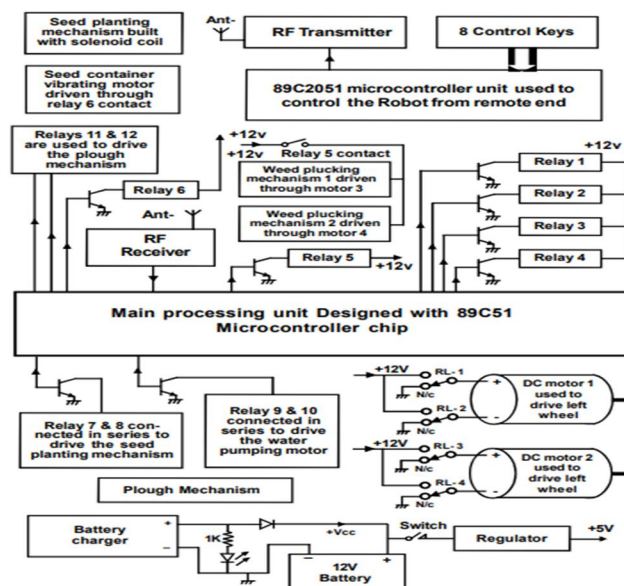 Seed planting
mechanism built
with solenoid coil
Ant-
RF Transmitter
8 Control Keys
Seed container
vibrating motor
driven through
relay 6 contact
89C2051 microcontroller unit used to
control the Robot from remote end
Relays 11 & 12
are used to drive
the plough
mechanism
+12v
+12v
Relay 5 contact
+12v
Relay 6
Weed plucking
mechanism 1 driven
through motor 3
Relay 1
Relay 2
Ant-
Weed plucking
mechanism 2 driven
through motor 4
Relay 3
RF
Receiver
Relay 5
+12v
Relay 4
Main processing unit Designed with 89C51
Microcontroller chip
+12V
RL-1
N/c
RL-2
N/c
+
-
DC motor 1
used to
drive left
wheel
Relay 7 & 8 con-
nected in series to
drive the seed
planting mechanism
Relay 9 & 10
connected in
series to drive
the water
pumping motor
+12V
RL-3
N/c
RL-4
N/c
+
-
DC motor 2
used to
drive left
wheel
Plough Mechanism
Battery
charger
+
-
1K
+Vcc
Switch
Regulator
+5V
-
+
12V
Battery